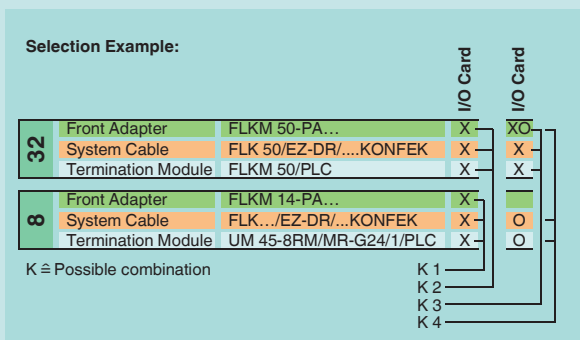 Selection Example:
I/O Card
I/O Card
32
Front Adapter FLKM 50-PA… X XO
System Cable FLK 50/EZ-DR/....KONFEK X X
Termination Module FLKM 50/PLC X X
8
Front Adapter FLKM 14-PA… X
System Cable FLK…/EZ-DR/...KONFEK X O
Termination Module UM 45-8RM/MR-G24/1/PLC X O
K ≙ Possible combination
K 1
K 2
K 3
K 4